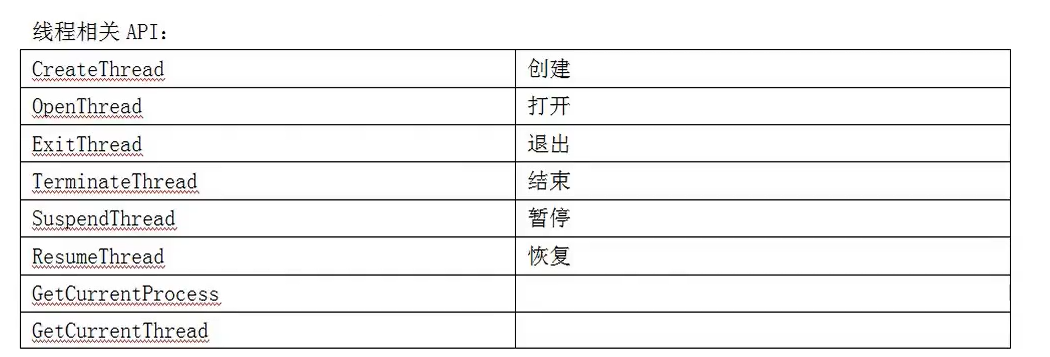 线程相关 API：
CreateThread 创建
OpenThread 打开
ExitThread 退出
TerminateThread 结束
SuspendThread 暂停
ResumeThread 恢复
GetCurrentProcess
GetCurrentThread